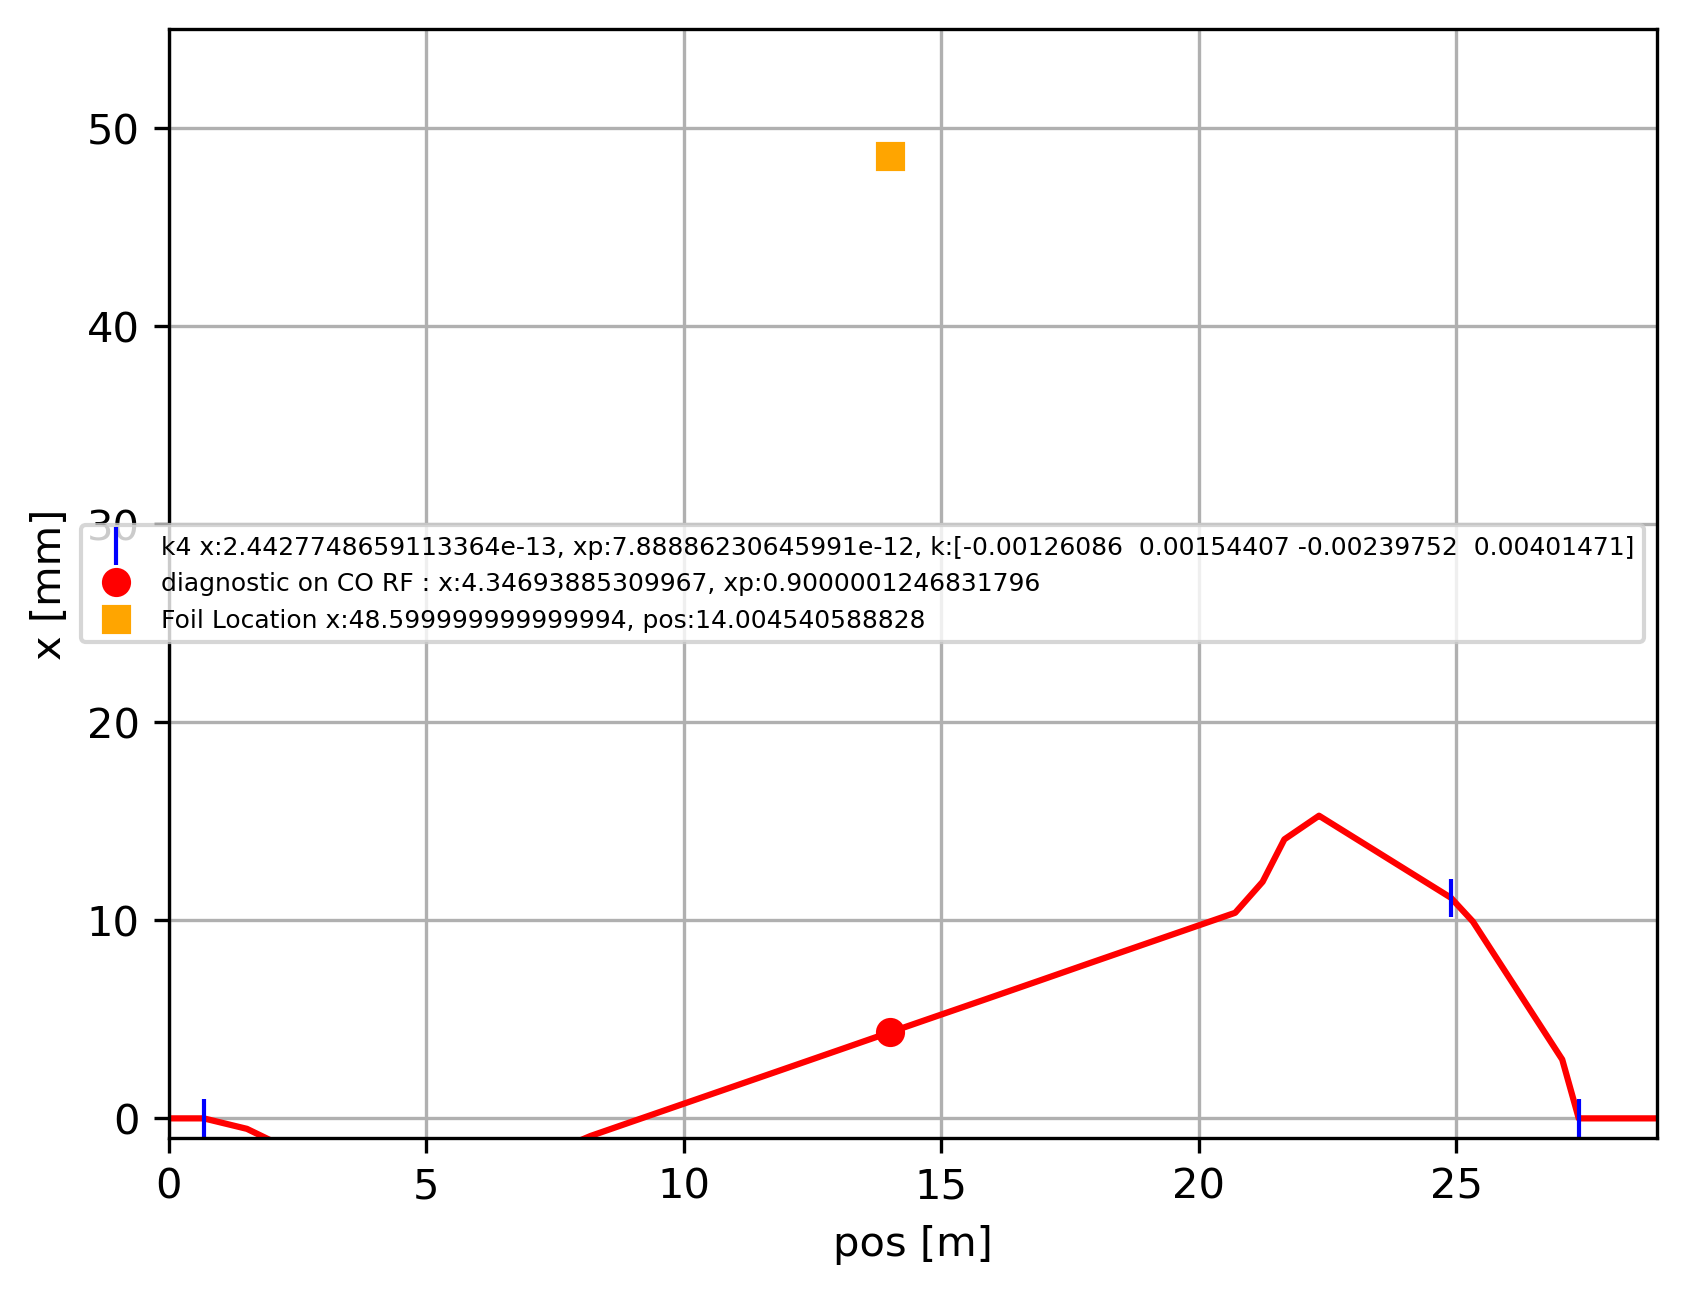 50
40
30
k4 x:2.4427748659113364e-13, xp:7.88886230645991e-12, k:[-0.00126086  0.00154407 -0.00239752  0.00401471]
diagnostic on CO RF : x:4.34693885309967, xp:0.9000001246831796
Foil Location x:48.599999999999994, pos:14.004540588828
20
10
0
x [mm]
0 5 10 15 20 25
pos [m]